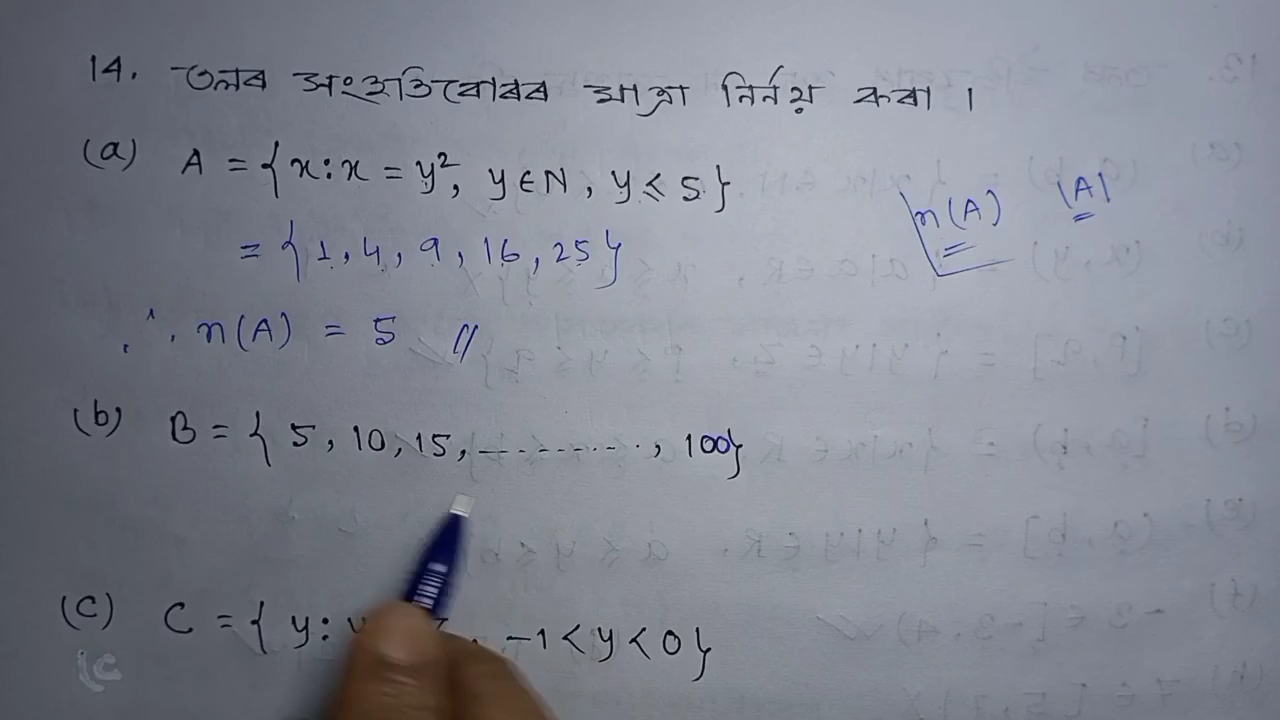 14. তলৰ সংহতিবোৰৰ মাত্ৰা নিৰ্নয় কৰা ।
(a) A = {x : x = y², y ∈ N, y ≤ 5}
n(A) |A|
= {1, 4, 9, 16, 25}
∴ n(A) = 5 //
(b) B = { 5, 10, 15, ..........., 100}
(c) C = { y : -1 < y < 0}